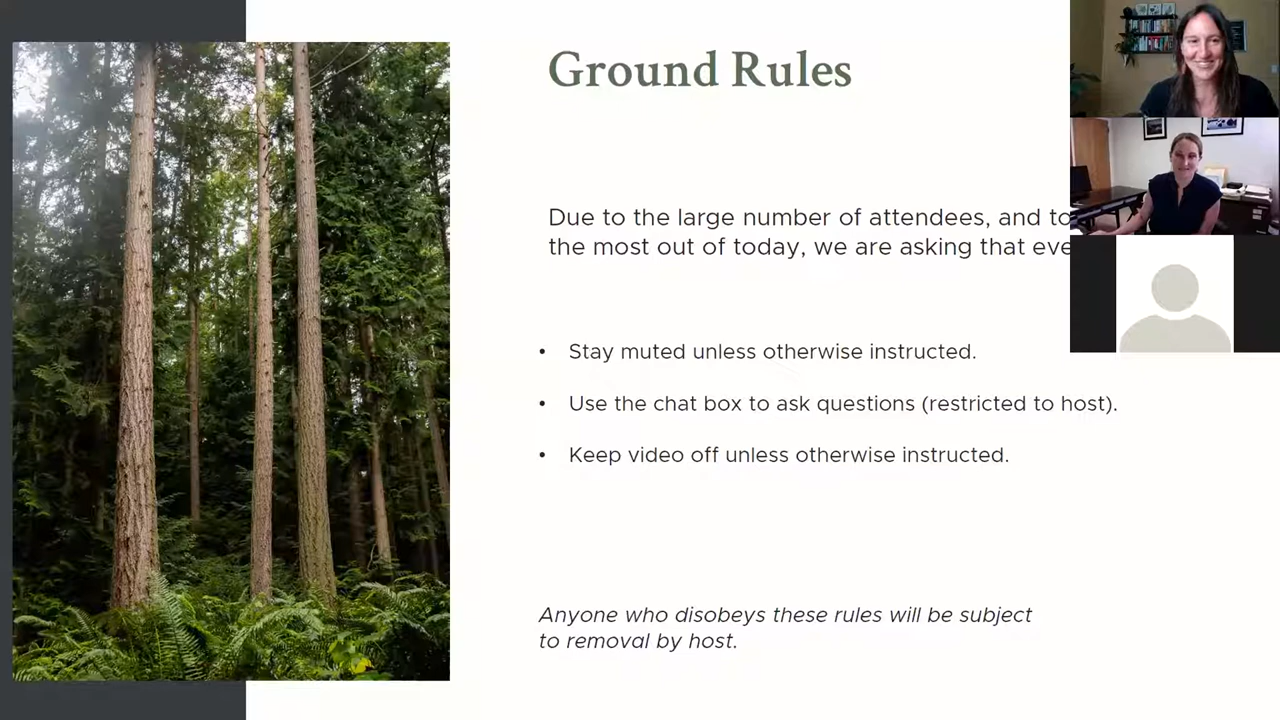 Ground Rules
Due to the large number of attendees, and to
the most out of today, we are asking that eve
• Stay muted unless otherwise instructed.
• Use the chat box to ask questions (restricted to host).
• Keep video off unless otherwise instructed.
Anyone who disobeys these rules will be subject
to removal by host.